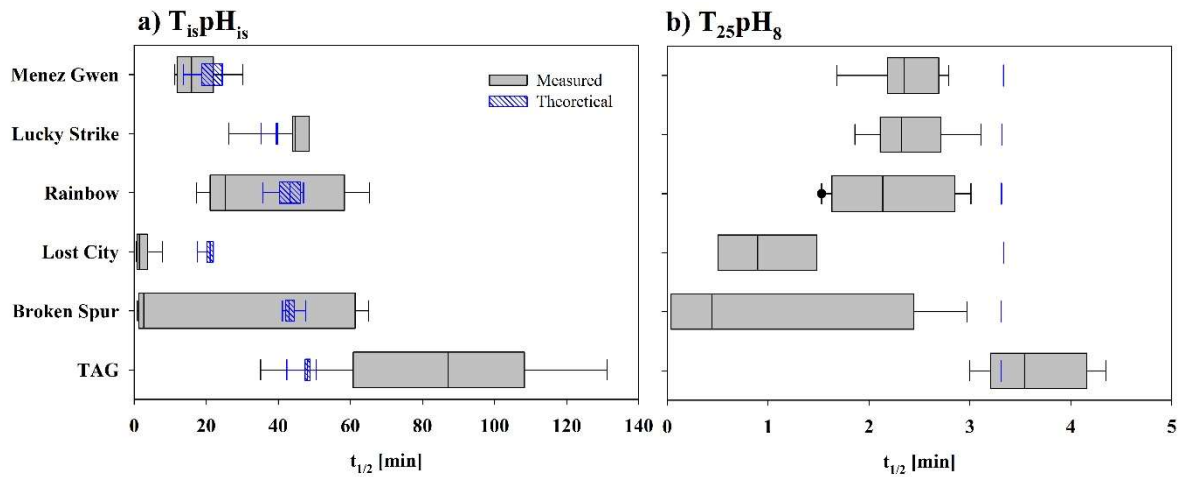 a) TispHis
b) T25pH8
Menez Gwen
Lucky Strike
Rainbow
Lost City
Broken Spur
TAG
Measured
Theoretical
0 20 40 60 80 100 120 140
t1/2 [min]
0 1 2 3 4 5
t1/2 [min]